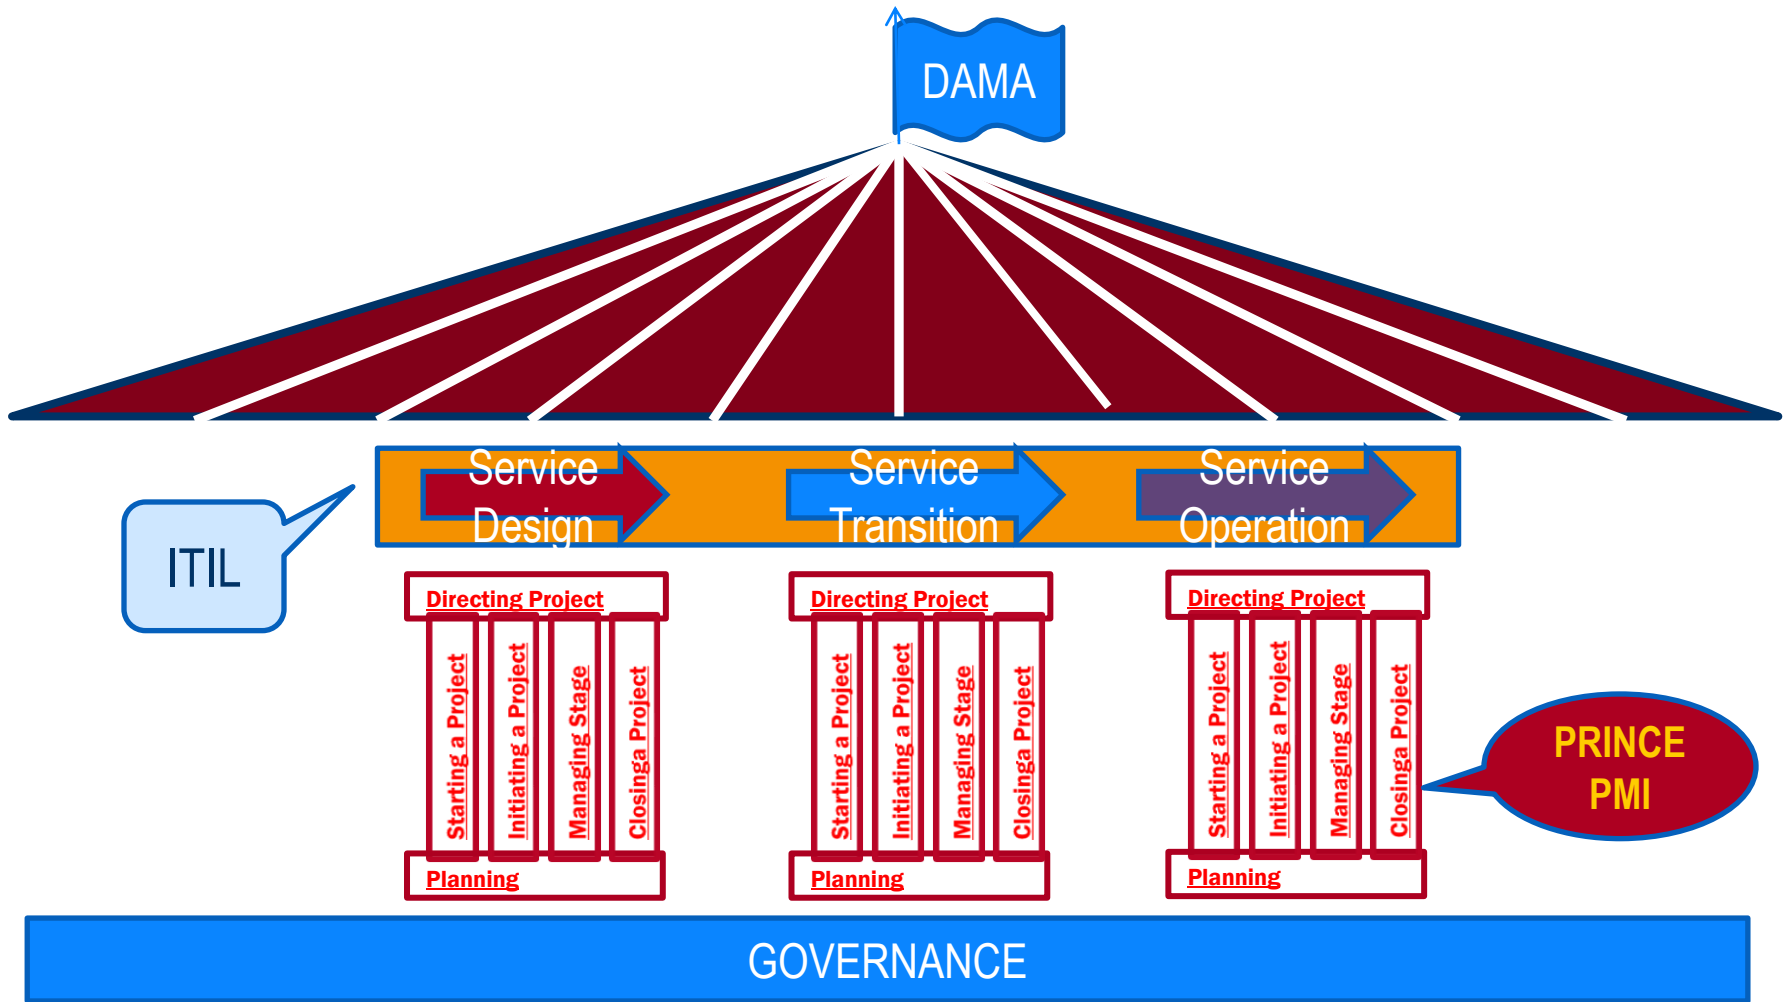 DAMA
Service
Design
Service
Transition
Service
Operation
ITIL
Directing Project
Starting a Project
Initiating a Project
Managing Stage
Closinga Project
Planning
Directing Project
Starting a Project
Initiating a Project
Managing Stage
Closinga Project
Planning
Directing Project
Starting a Project
Initiating a Project
Managing Stage
Closinga Project
Planning
PRINCE
PMI
GOVERNANCE